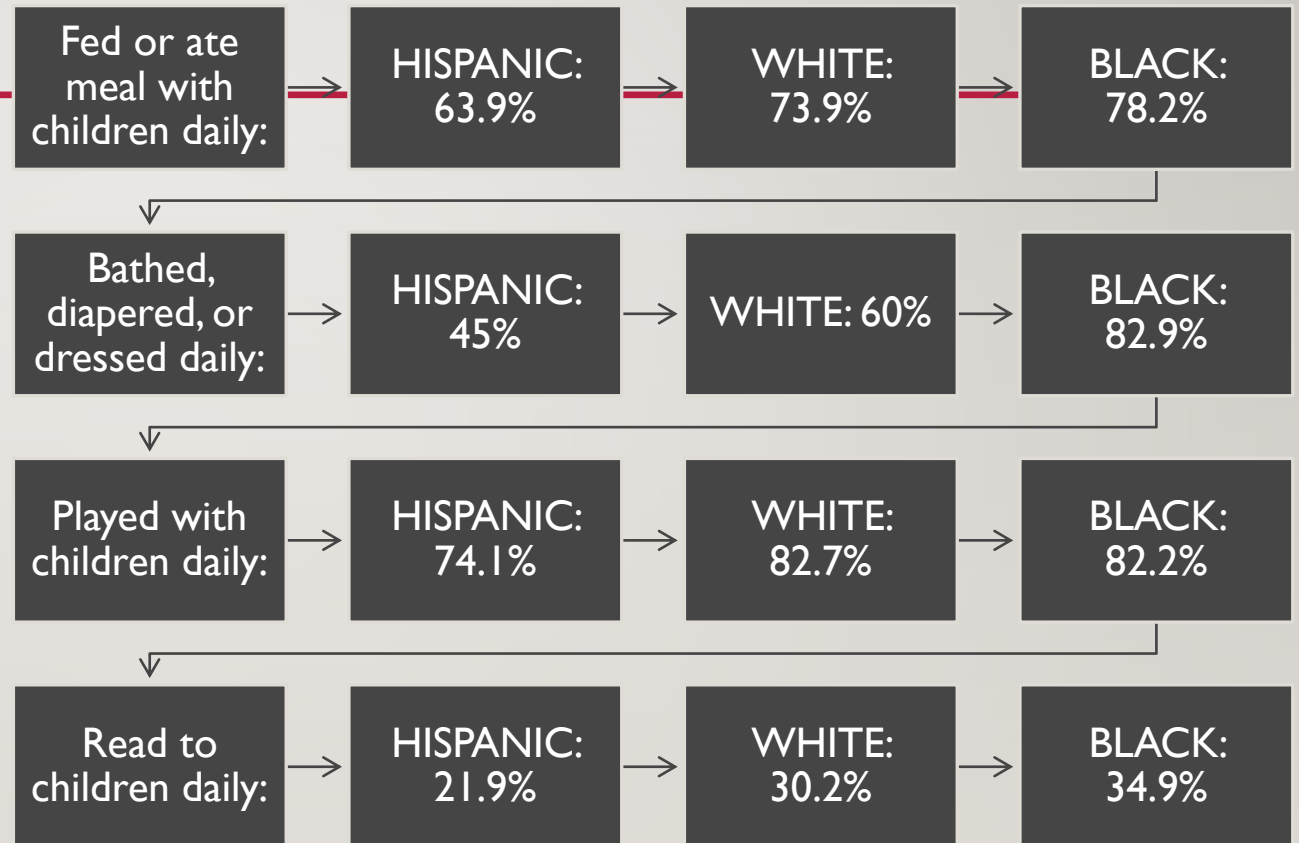 Fed or ate
meal with
children daily:
HISPANIC:
63.9%
WHITE:
73.9%
BLACK:
78.2%
Bathed,
diapered, or
dressed daily:
HISPANIC:
45%
WHITE: 60%
BLACK:
82.9%
Played with
children daily:
HISPANIC:
74.1%
WHITE:
82.7%
BLACK:
82.2%
Read to
children daily:
HISPANIC:
21.9%
WHITE:
30.2%
BLACK:
34.9%